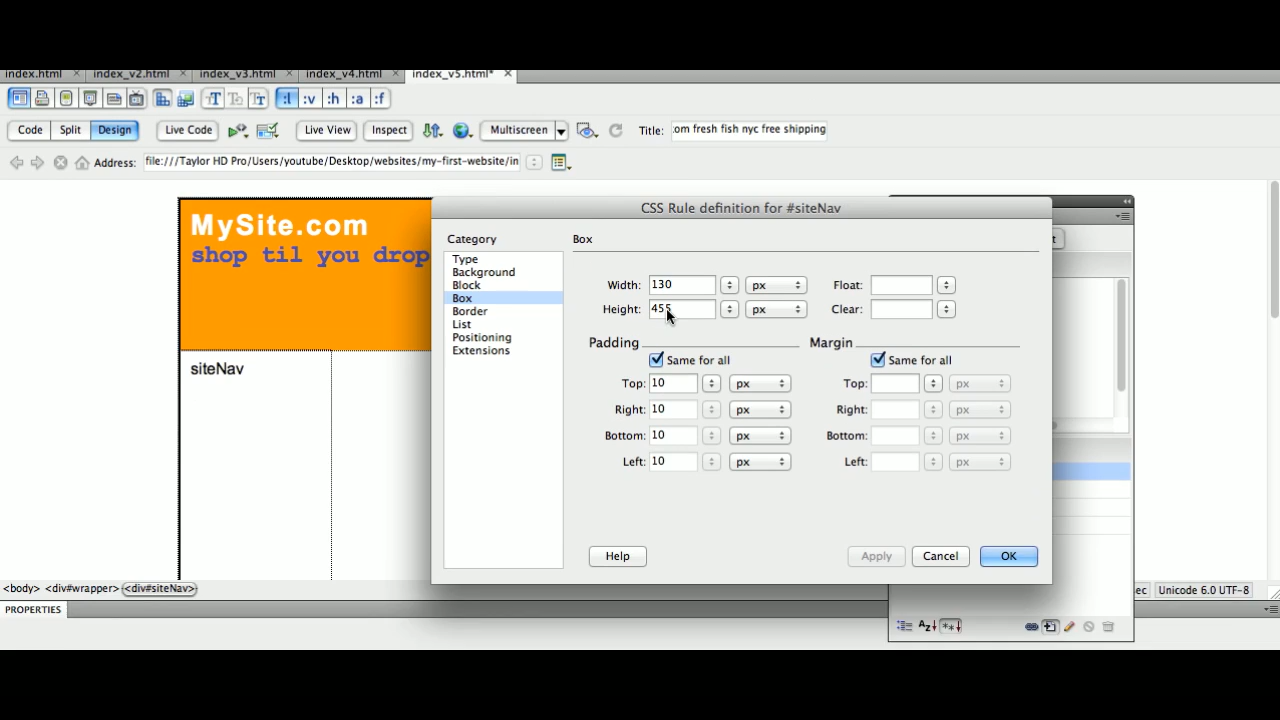 index.html index_v2.html index_v3.html index_v4.html index_v5.html*
T T Tт :l :v :h :a :f
Code Split Design Live Code Live View Inspect Multiscreen Title: om fresh fish nyc free shipping
Address: file:///Taylor HD Pro/Users/youtube/Desktop/websites/my-first-website/in
MySite.com
shop til you drop
siteNav
CSS Rule definition for #siteNav
Category
Type
Background
Block
Box
Border
List
Positioning
Extensions
Box
Width: 130 px Float:
Height: 455 px Clear:
Padding Margin
Same for all Same for all
Top: 10 px Top: px
Right: 10 px Right: px
Bottom: 10 px Bottom: px
Left: 10 px Left: px
Help Apply Cancel OK
t
<body> <div#wrapper> <div#siteNav> ec Unicode 6.0 UTF-8
PROPERTIES
Az↓ **↓